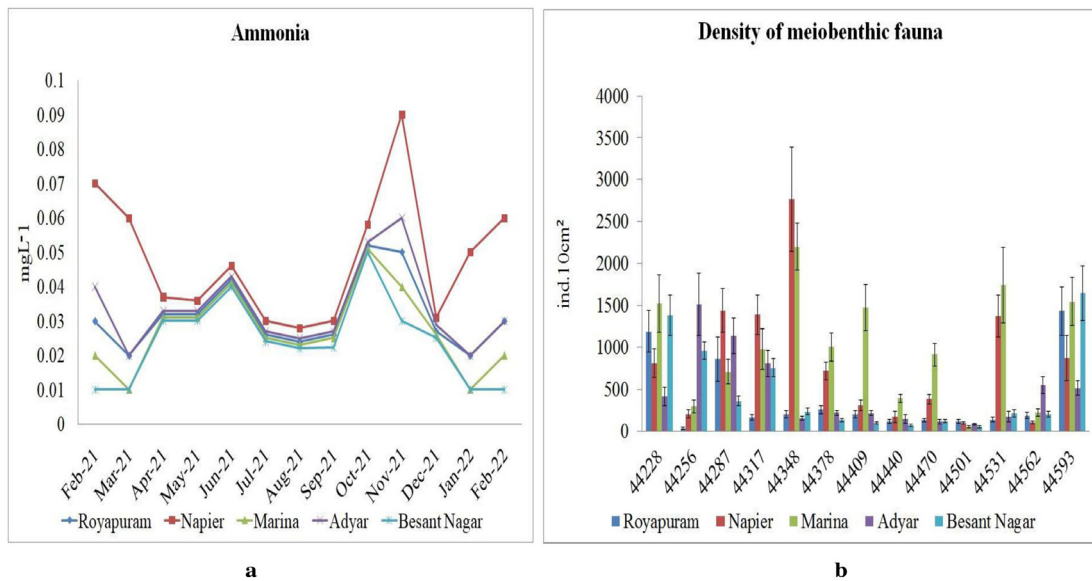 Ammonia
mgL-1
0.1
0.09
0.08
0.07
0.06
0.05
0.04
0.03
0.02
0.01
0
Feb-21
Mar-21
Apr-21
May-21
Jun-21
Jul-21
Aug-21
Sep-21
Oct-21
Nov-21
Dec-21
Jan-22
Feb-22
Royapuram Napier Marina Adyar Besant Nagar
a
Density of meiobenthic fauna
ind.10cm²
4000
3500
3000
2500
2000
1500
1000
500
0
44228
44256
44287
44317
44348
44378
44409
44440
44470
44501
44531
44562
44593
Royapuram Napier Marina Adyar Besant Nagar
b